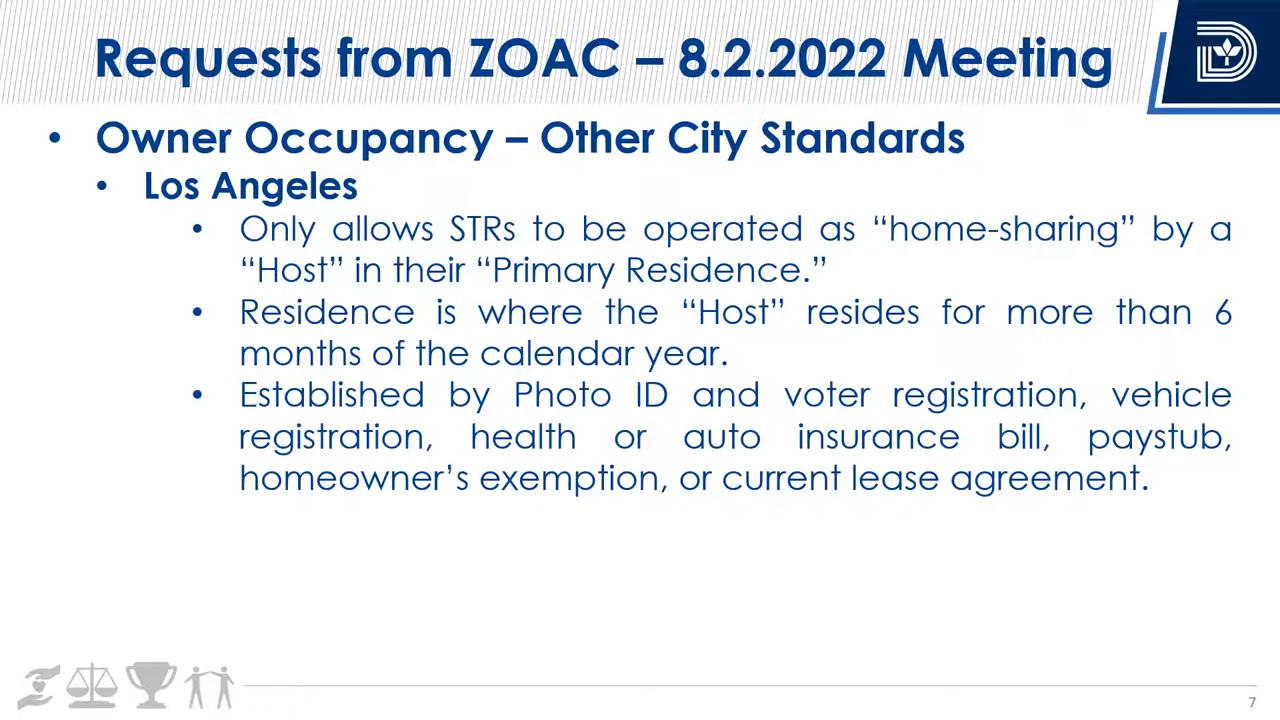 Requests from ZOAC – 8.2.2022 Meeting
• Owner Occupancy – Other City Standards
• Los Angeles
• Only allows STRs to be operated as “home-sharing” by a
“Host” in their “Primary Residence.”
• Residence is where the “Host” resides for more than 6
months of the calendar year.
• Established by Photo ID and voter registration, vehicle
registration, health or auto insurance bill, paystub,
homeowner’s exemption, or current lease agreement.
7